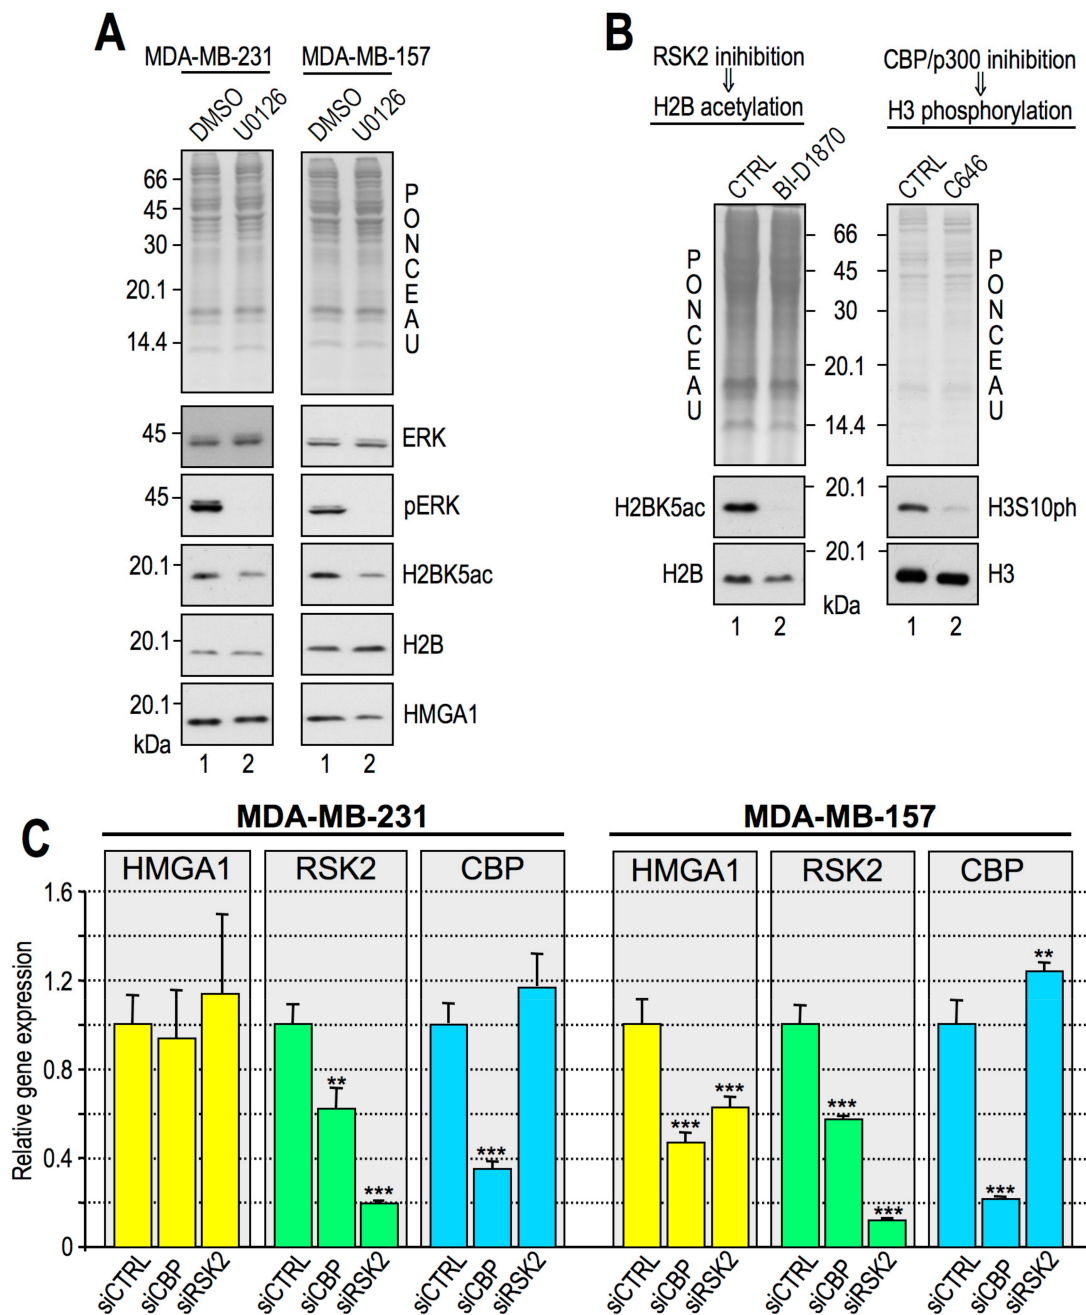 A
MDA-MB-231 MDA-MB-157
DMSO U0126 DMSO U0126
66
45
30
20.1
14.4
PONCEAU
45 ERK
45 pERK
20.1 H2BK5ac
20.1 H2B
20.1 HMGA1
kDa
1 2 1 2
B
RSK2 inihibition
⇓
H2B acetylation
CBP/p300 inihibition
⇓
H3 phosphorylation
CTRL BI-D1870 CTRL C646
PONCEAU
66
45
30
20.1
14.4
PONCEAU
H2BK5ac 20.1 H3S10ph
H2B 20.1 H3
kDa
1 2 1 2
C
MDA-MB-231 MDA-MB-157
HMGA1 RSK2 CBP HMGA1 RSK2 CBP
Relative gene expression
1.6
1.2
0.8
0.4
0
** *** *** *** *** *** *** *** **
siCTRL siCBP siRSK2 siCTRL siCBP siRSK2 siCTRL siCBP siRSK2 siCTRL siCBP siRSK2 siCTRL siCBP siRSK2 siCTRL siCBP siRSK2